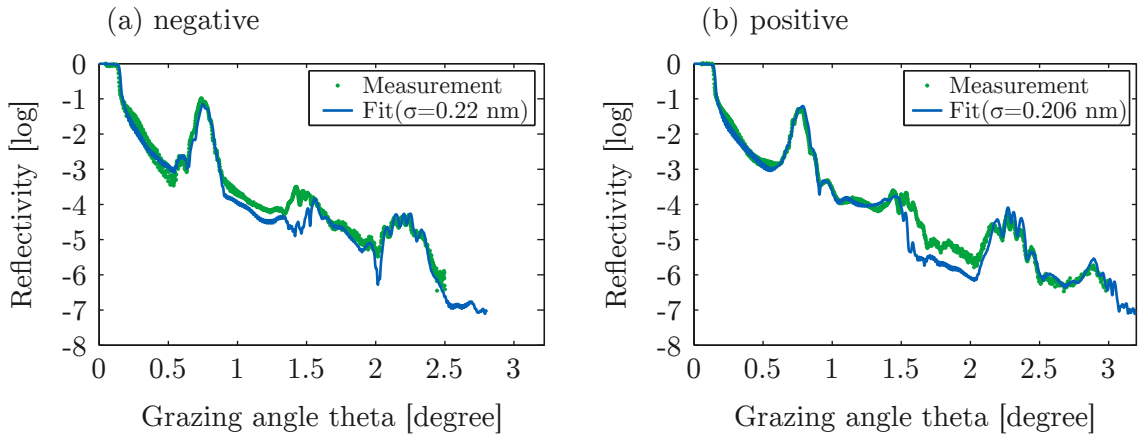 (a) negative
0
-1
-2
-3
-4
-5
-6
-7
-8
Reflectivity [log]
Measurement
Fit(σ=0.22 nm)
0 0.5 1 1.5 2 2.5 3
Grazing angle theta [degree]
(b) positive
0
-1
-2
-3
-4
-5
-6
-7
-8
Reflectivity [log]
Measurement
Fit(σ=0.206 nm)
0 0.5 1 1.5 2 2.5 3
Grazing angle theta [degree]